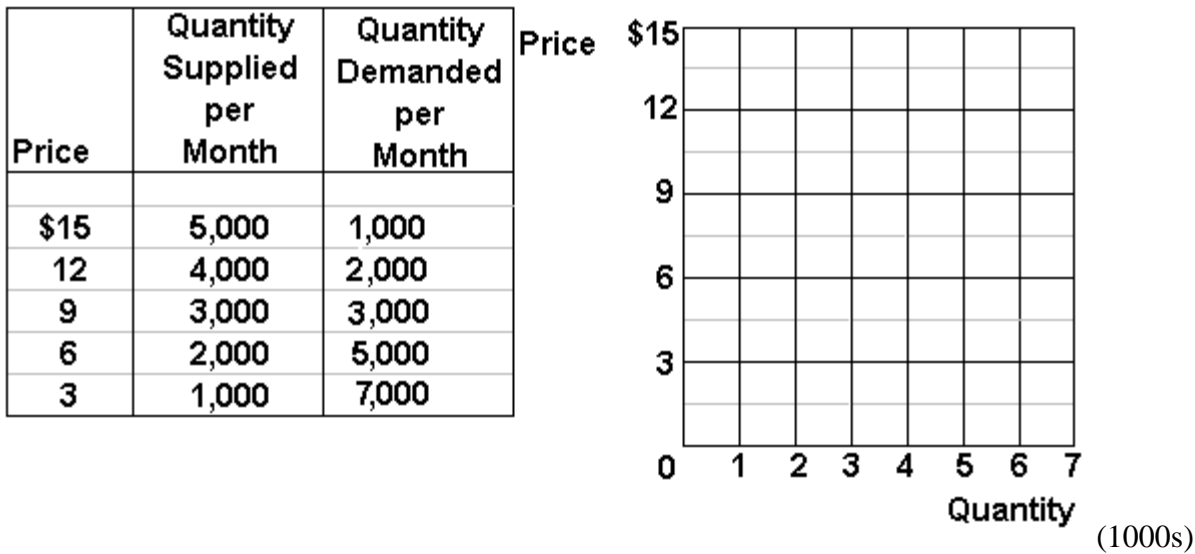 Price Quantity Supplied per Month Quantity Demanded per Month
$15 5,000 1,000
12 4,000 2,000
9 3,000 3,000
6 2,000 5,000
3 1,000 7,000
Price
$15
12
9
6
3
0 1 2 3 4 5 6 7
Quantity
(1000s)